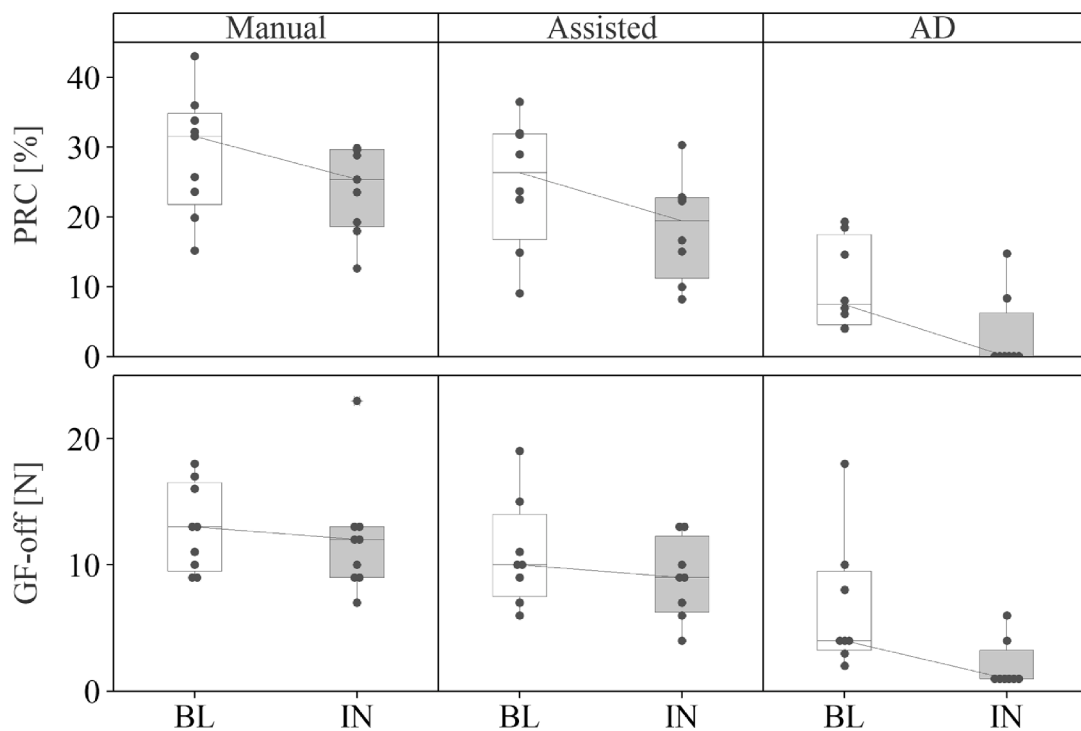 Manual Assisted AD
PRC [%]
40
30
20
10
0
GF-off [N]
20
10
0
BL IN BL IN BL IN